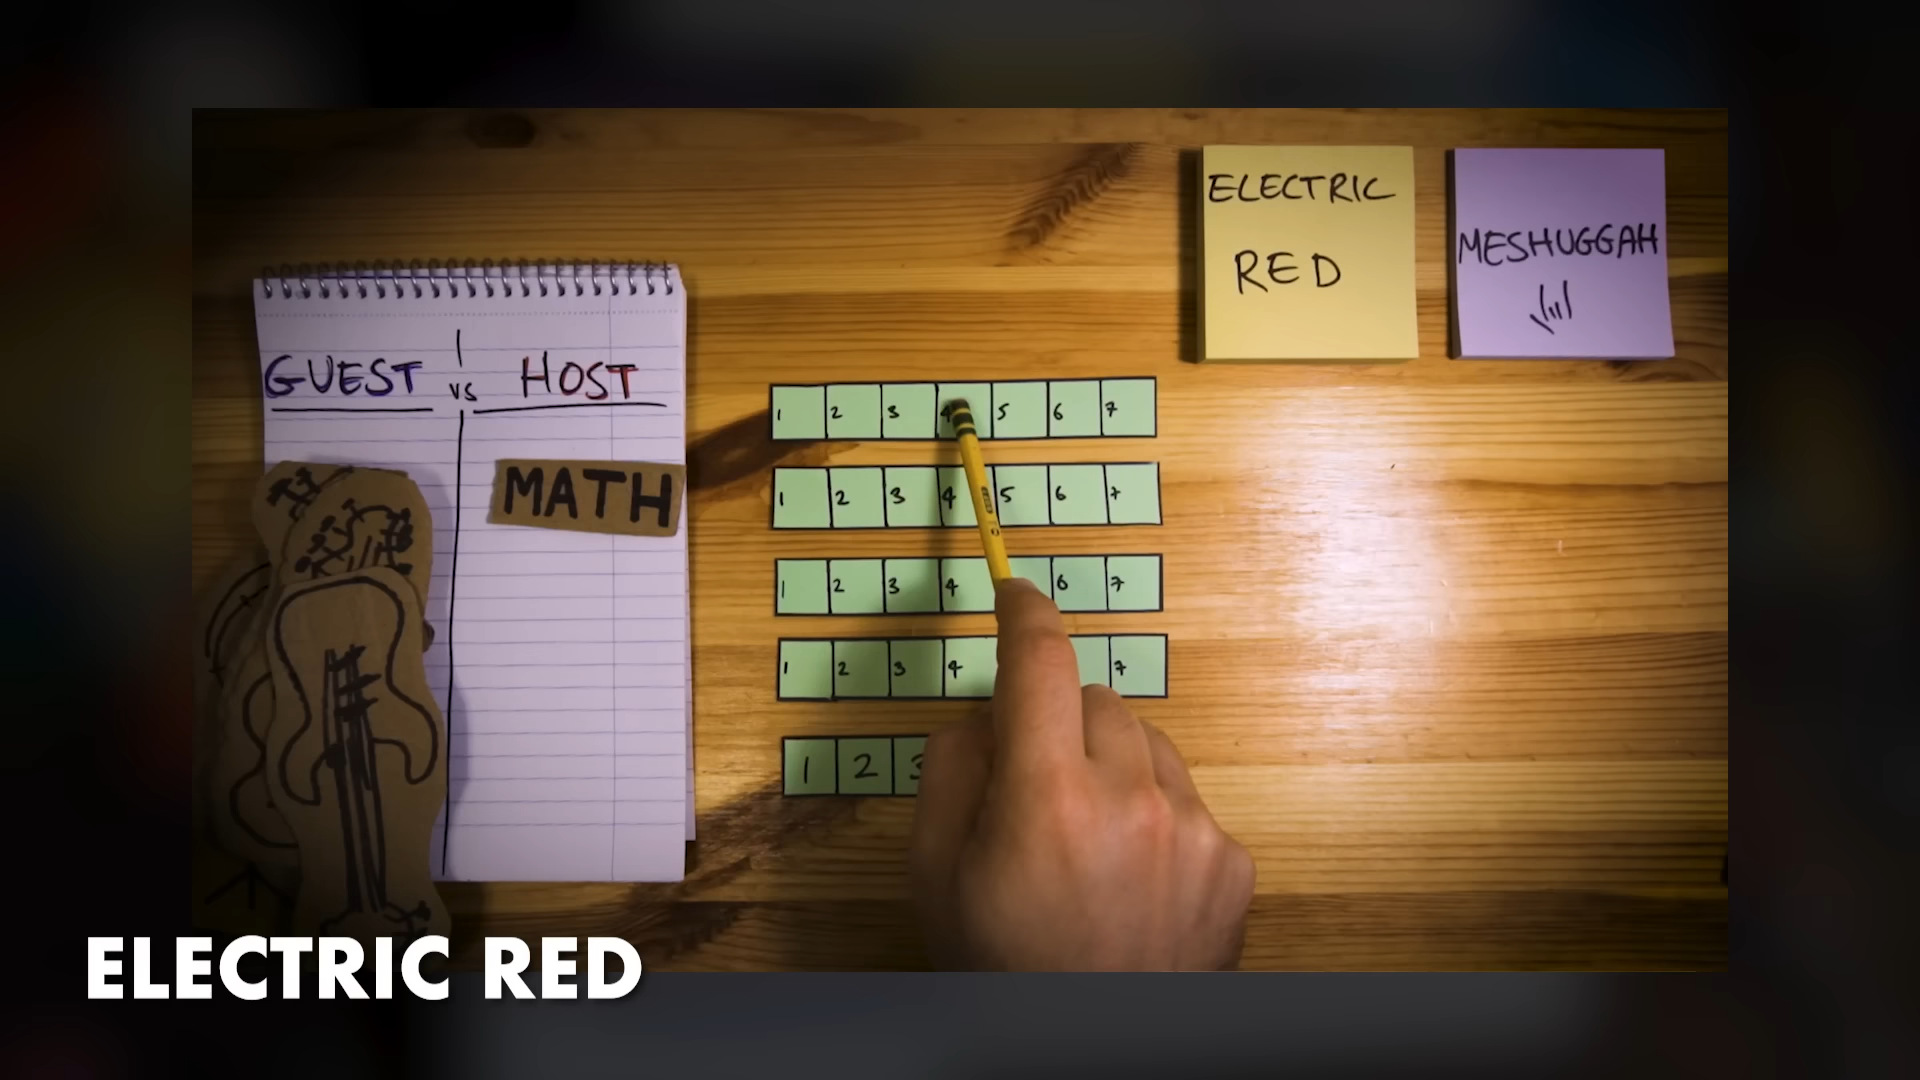 ELECTRIC
RED
MESHUGGAH
GUEST vs HOST
MATH
1 2 3 4 5 6 7
1 2 3 4 5 6 7
1 2 3 4 6 7
1 2 3 4 7
1 2 3
ELECTRIC RED